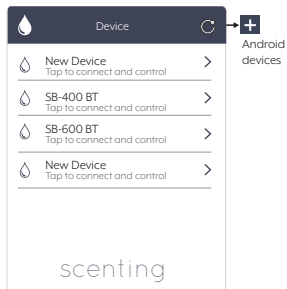 Device
+
Android
devices
New Device
Tap to connect and control
SB-400 BT
Tap to connect and control
SB-600 BT
Tap to connect and control
New Device
Tap to connect and control
scenting